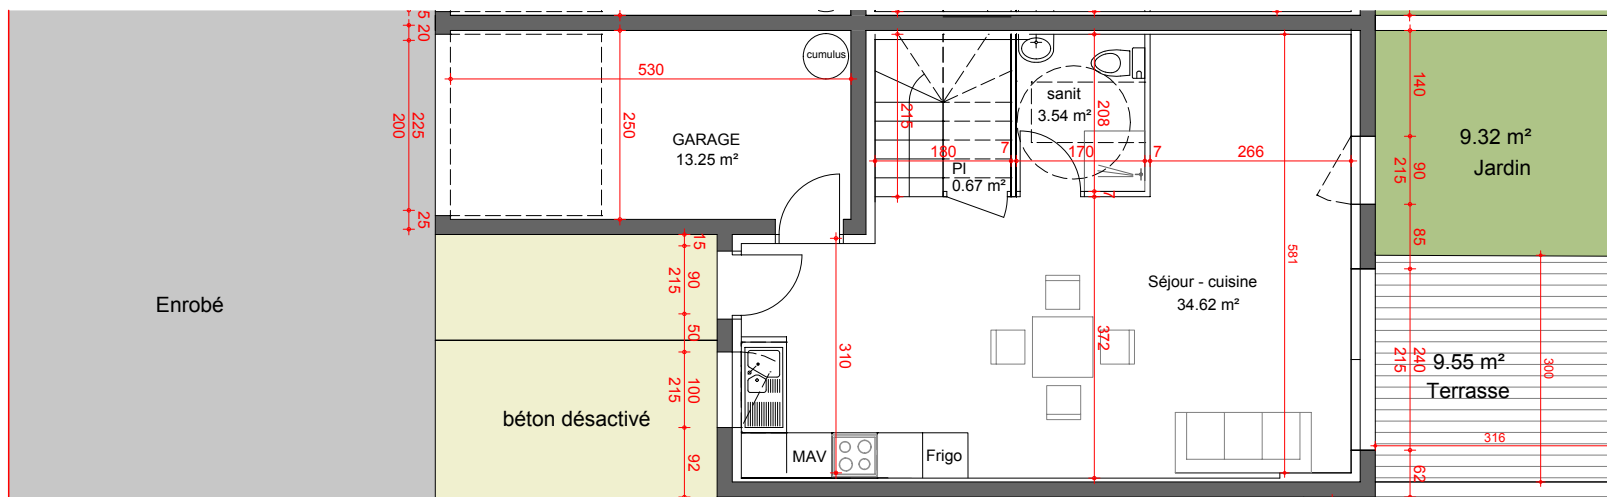 5
20
225
200
25
530
250
cumulus
GARAGE
13.25 m²
215
180
7
Pl
0.67 m²
sanit
3.54 m²
208
170
7
7
266
581
140
90
215
85
9.32 m²
Jardin
Enrobé
15
90
215
50
100
215
92
béton désactivé
310
372
Séjour - cuisine
34.62 m²
MAV
Frigo
240
215
62
9.55 m²
Terrasse
300
316